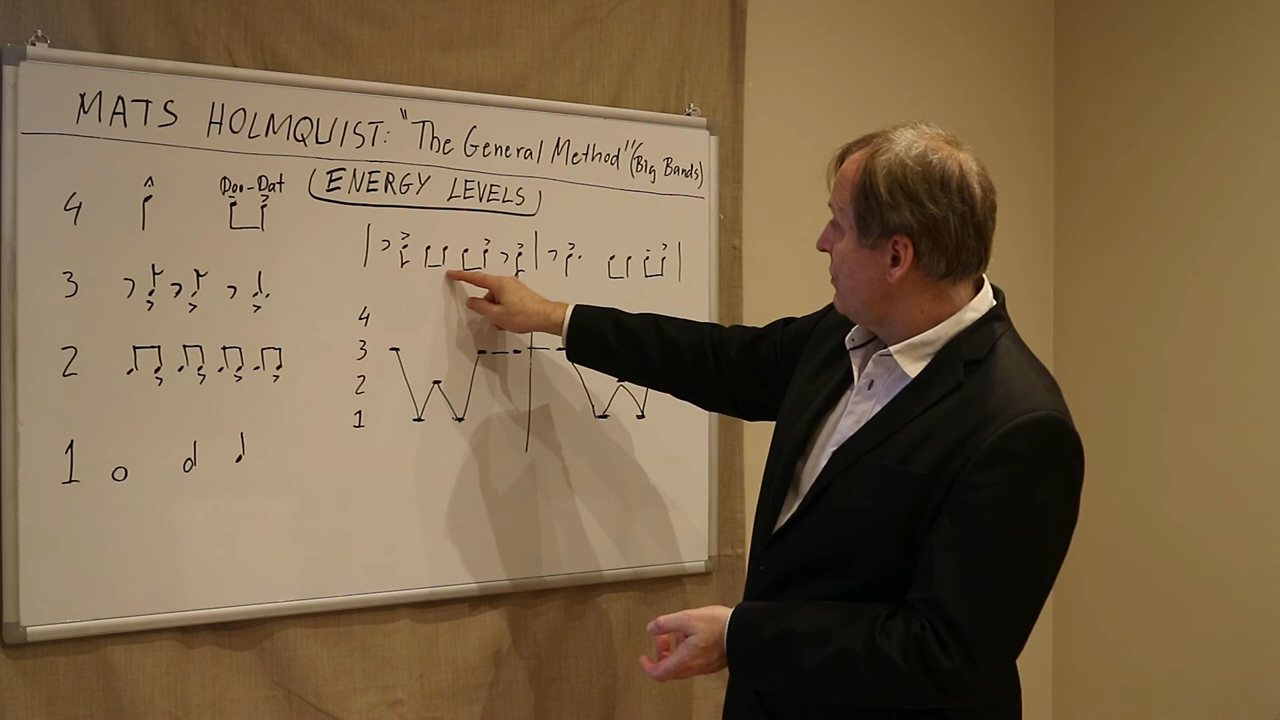 MATS HOLMQUIST: "The General Method" (Big Bands)
ENERGY LEVELS
4 Doo-Dat
3
2
1
4
3
2
1